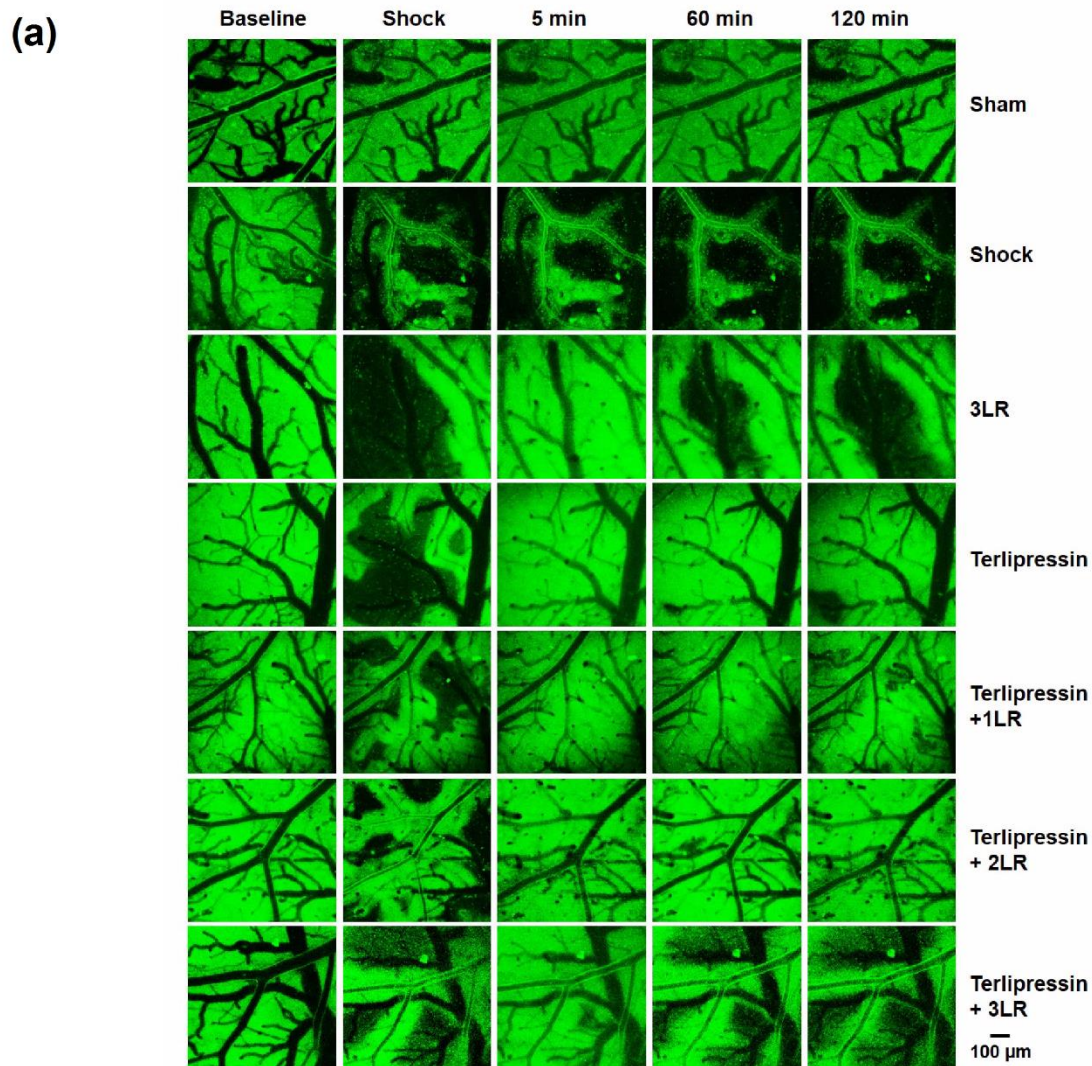 (a)
Baseline Shock 5 min 60 min 120 min
Sham
Shock
3LR
Terlipressin
Terlipressin
+1LR
Terlipressin
+ 2LR
Terlipressin
+ 3LR
100 μm